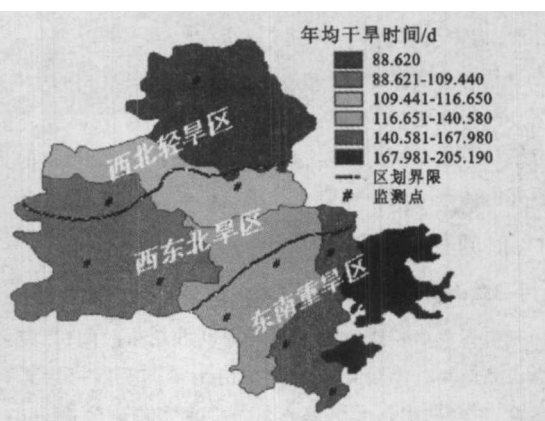 年均干旱时间/d
88.620
88.621-109.440
109.441-116.650
116.651-140.580
140.581-167.980
167.981-205.190
区划界限
# 监测点
西北轻旱区
西东北旱区
东南重旱区